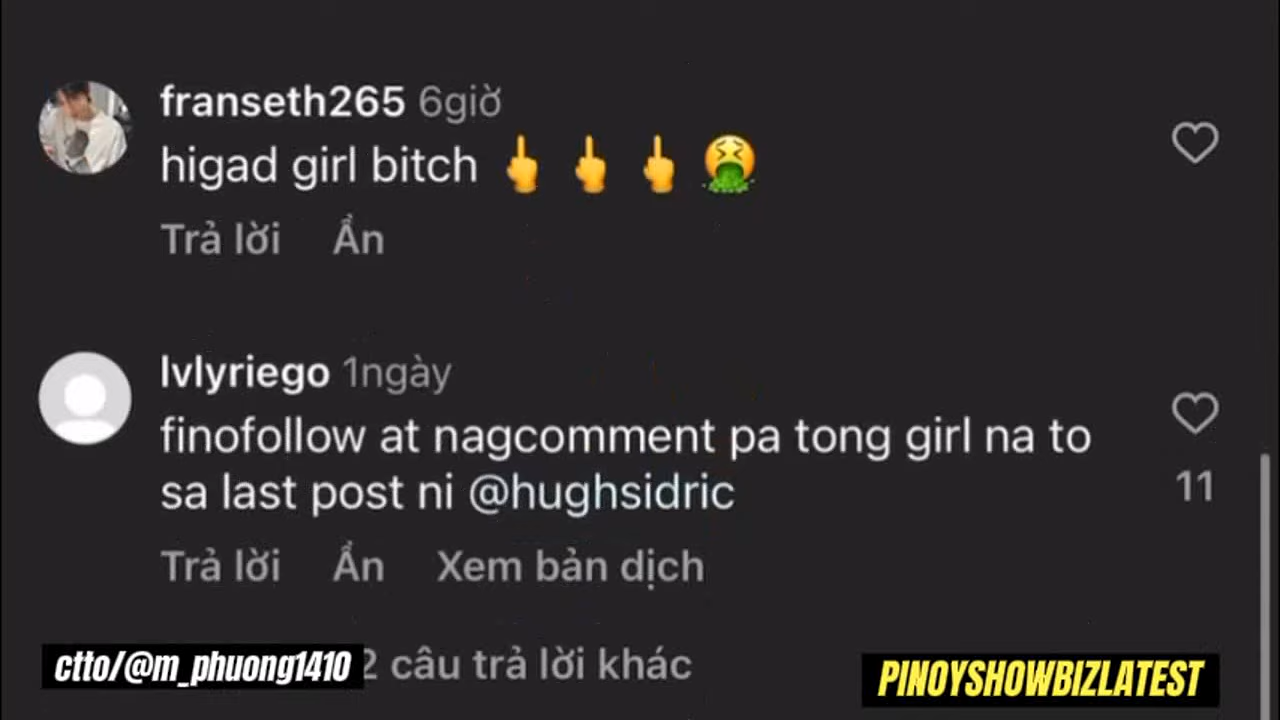 franseth265 6giờ
higad girl bitch 🖕 🖕 🖕 🤮
Trả lời Ẩn
lvlyriego 1ngày
finofollow at nagcomment pa tong girl na to
sa last post ni @hughsidric
11
Trả lời Ẩn Xem bản dịch
ctto/@m_phuong1410 2 câu trả lời khác
PINOYSHOWBIZLATEST